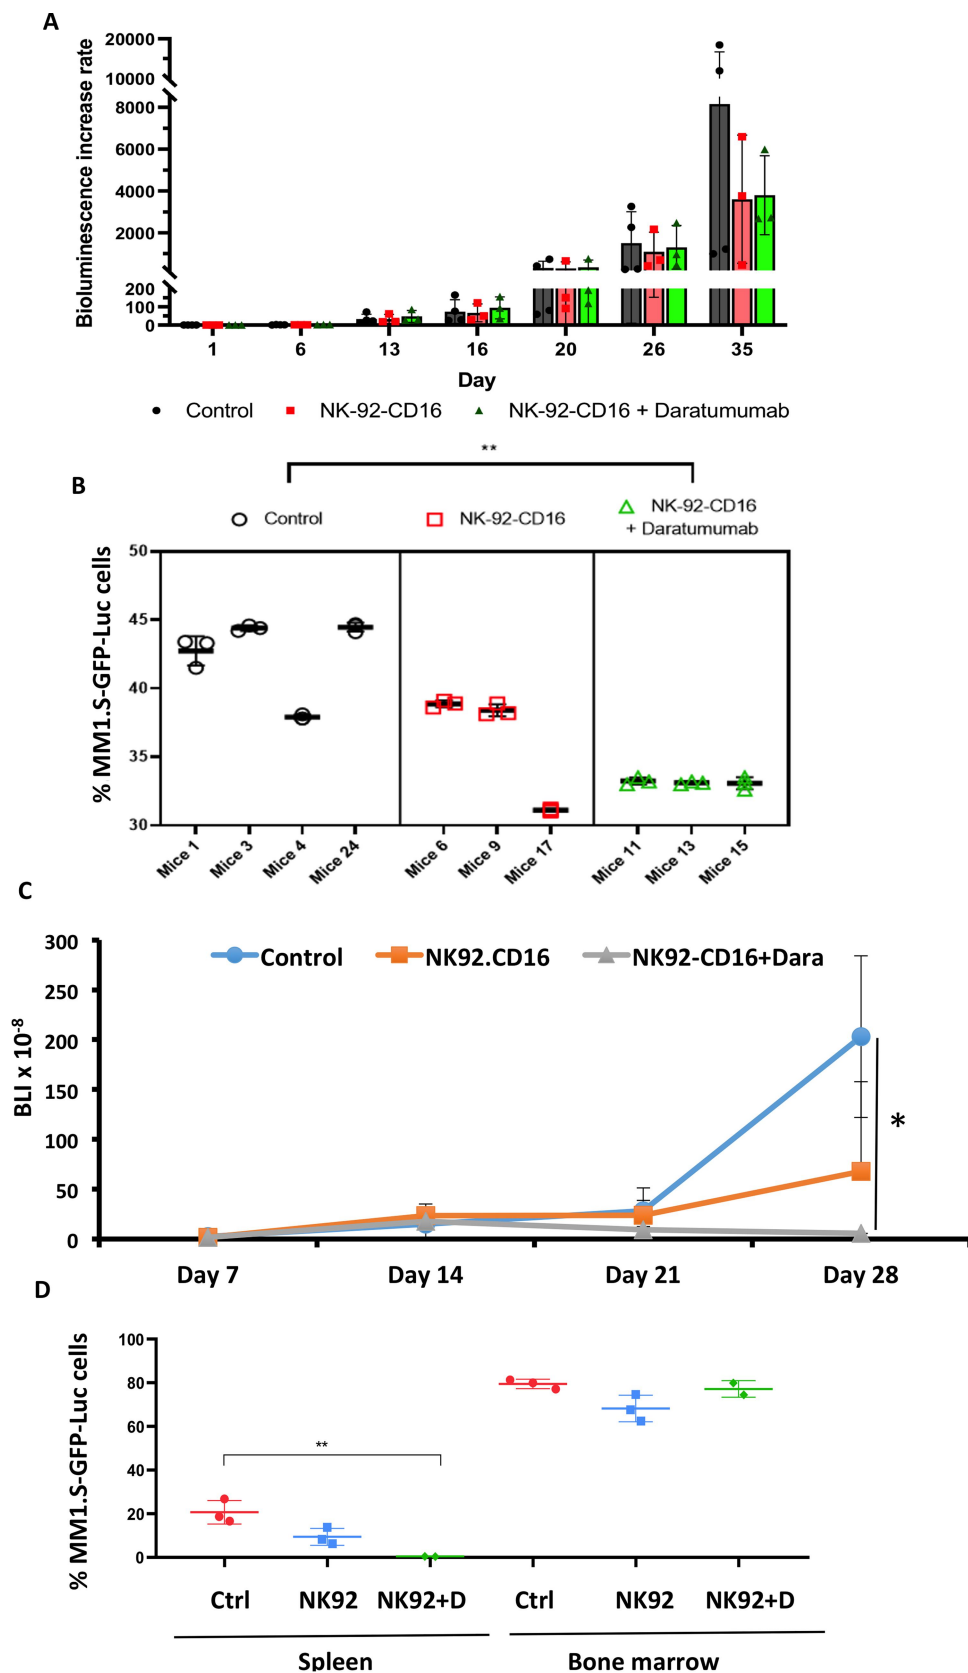 A
Bioluminescence increase rate
20000
10000
8000
6000
4000
2000
200
100
0
1 6 13 16 20 26 35
Day
Control NK-92-CD16 NK-92-CD16 + Daratumumab
**
B
Control NK-92-CD16 NK-92-CD16
+ Daratumumab
% MM1.S-GFP-Luc cells
50
45
40
35
30
Mice 1 Mice 3 Mice 4 Mice 24 Mice 6 Mice 9 Mice 17 Mice 11 Mice 13 Mice 15
C
BLI x 10-8
300
250
200
150
100
50
0
Control NK92.CD16 NK92-CD16+Dara
*
Day 7 Day 14 Day 21 Day 28
D
% MM1.S-GFP-Luc cells
100
80
60
40
20
0
**
Ctrl NK92 NK92+D Ctrl NK92 NK92+D
Spleen Bone marrow